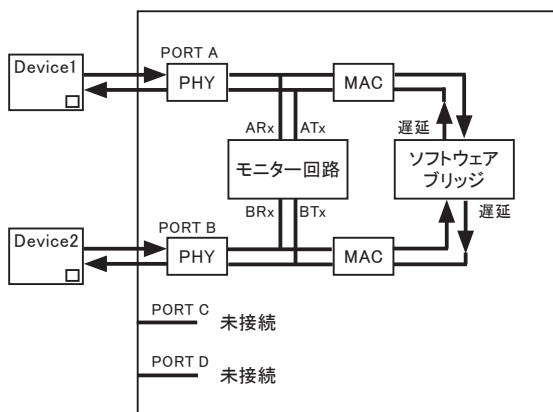 PORT A
Device1
PHY
MAC
ARx
ATx
遅延
モニター回路
ソフトウェア
ブリッジ
BRx
BTx
遅延
PORT B
Device2
PHY
MAC
PORT C
未接続
PORT D
未接続